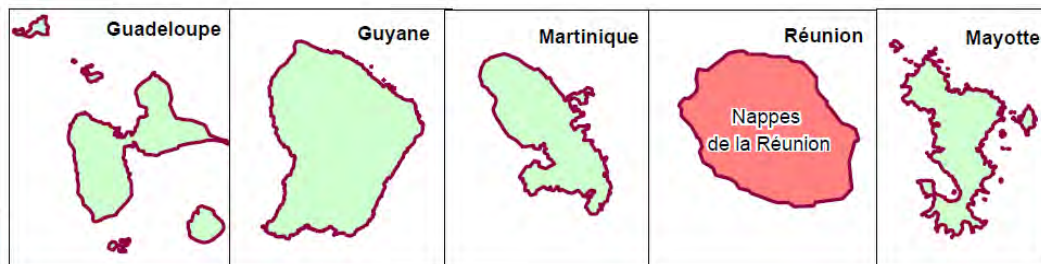 Guadeloupe
Guyane
Martinique
Réunion
Mayotte
Nappes
de la Réunion